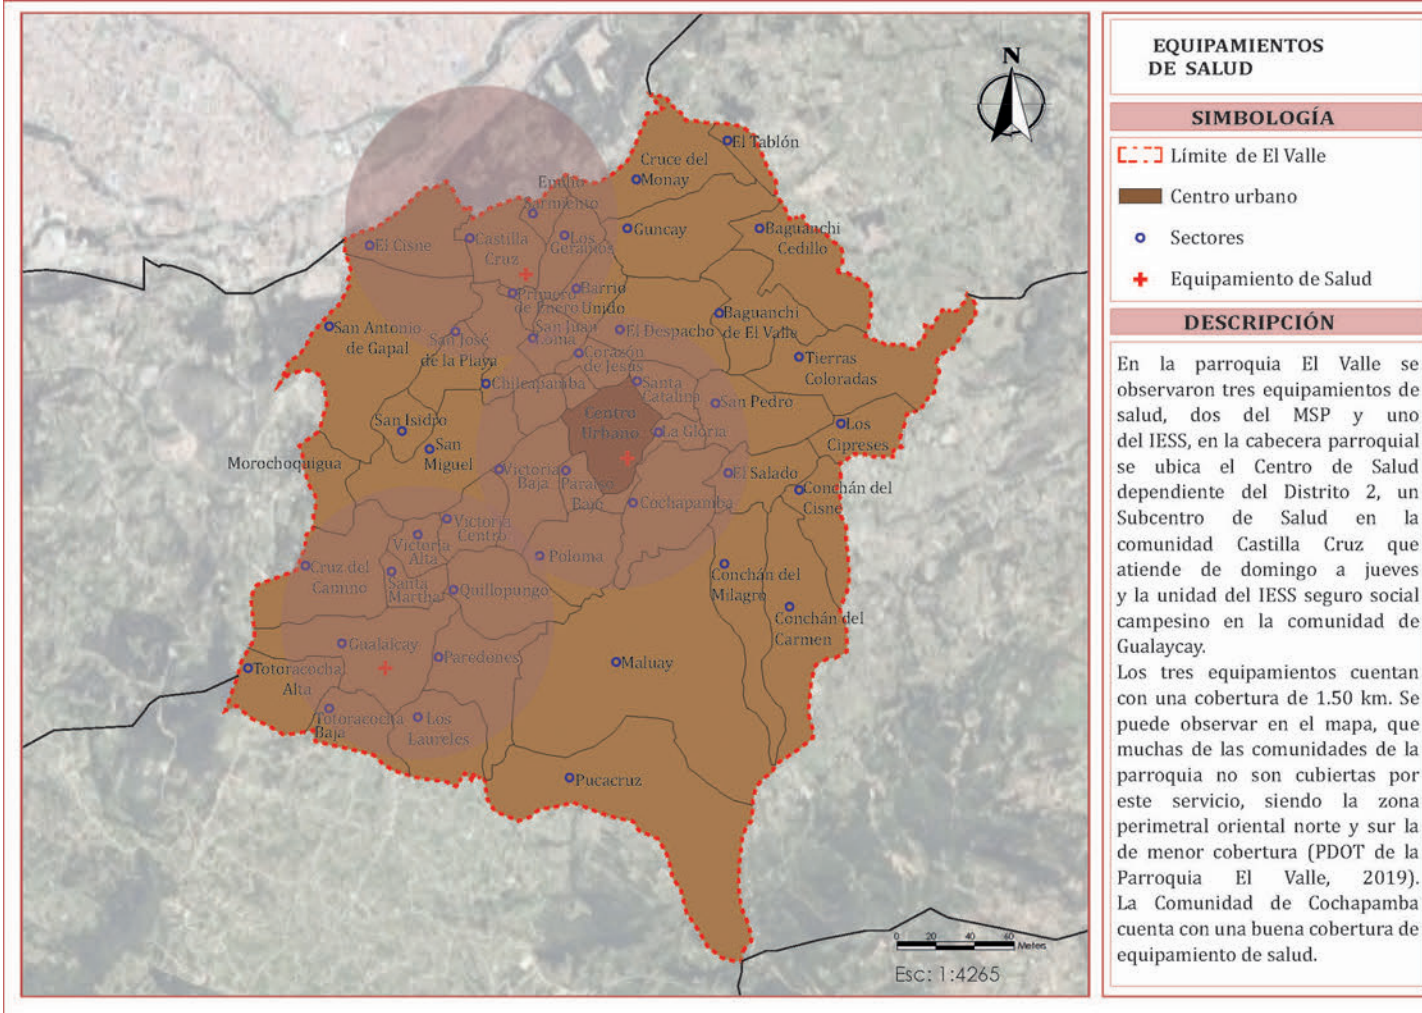 N
El Tablón
Cruce del
Monay
Emilio
Sarmiento
Guncay
Baguanchi
Cedillo
El Cisne
Castilla
Cruz
Los
Geranios
Primero
de Enero
Barrio
Unido
San Antonio
de Gapal
San José
de la Playa
San Juan
Loma
El Despacho
Baguanchi
de El Valle
Corazón
de Jesús
Tierras
Coloradas
Chilcapamba
Santa
Catalina
San Pedro
Centro
Urbano
La Gloria
Los
Cipreses
San Isidro
San
Miguel
Morochoquigua
Victoria
Baja
Paraiso
Bajo
El Salado
Conchán del
Cisne
Cochapamba
Victoria
Centro
Victoria
Alta
Poloma
Cruz del
Camino
Santa
Martha
Quillopungo
Conchán del
Milagro
Conchán del
Carmen
Gualalcay
Paredones
Maluay
Totoracocha
Alta
Totoracocha
Baja
Los
Laureles
Pucacruz
0 20 40 60
Meters
Esc: 1:4265
EQUIPAMIENTOS
DE SALUD
SIMBOLOGÍA
Límite de El Valle
Centro urbano
Sectores
Equipamiento de Salud
DESCRIPCIÓN
En la parroquia El Valle se
observaron tres equipamientos de
salud, dos del MSP y uno
del IESS, en la cabecera parroquial
se ubica el Centro de Salud
dependiente del Distrito 2, un
Subcentro de Salud en la
comunidad Castilla Cruz que
atiende de domingo a jueves
y la unidad del IESS seguro social
campesino en la comunidad de
Gualaycay.
Los tres equipamientos cuentan
con una cobertura de 1.50 km. Se
puede observar en el mapa, que
muchas de las comunidades de la
parroquia no son cubiertas por
este servicio, siendo la zona
perimetral oriental norte y sur la
de menor cobertura (PDOT de la
Parroquia El Valle, 2019).
La Comunidad de Cochapamba
cuenta con una buena cobertura de
equipamiento de salud.